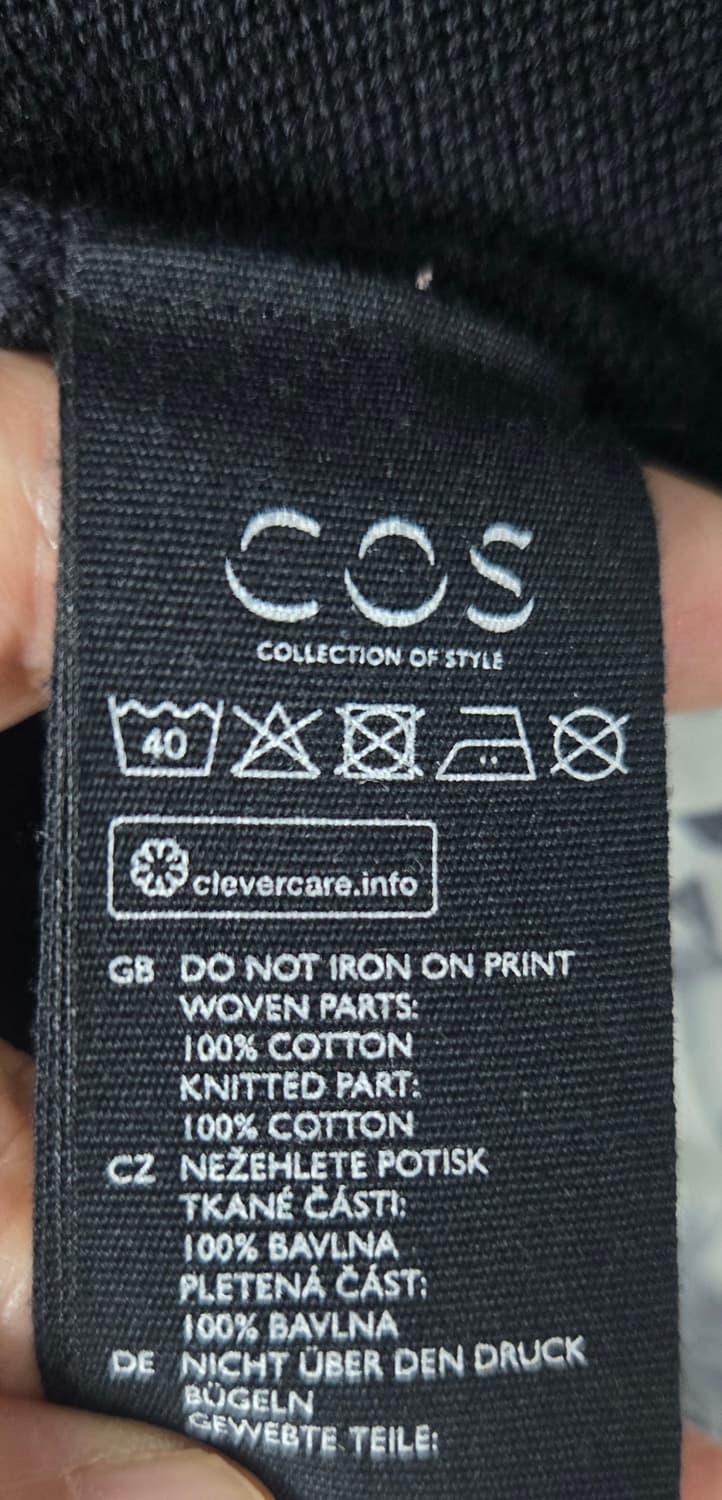 COS
COLLECTION OF STYLE
40
clevercare.info
GB DO NOT IRON ON PRINT
WOVEN PARTS:
100% COTTON
KNITTED PART:
100% COTTON
CZ NEŽEHLETE POTISK
TKANÉ ČÁSTI:
100% BAVLNA
PLETENÁ ČÁST:
100% BAVLNA
DE NICHT ÜBER DEN DRUCK
BÜGELN
GEWEBTE TEILE: